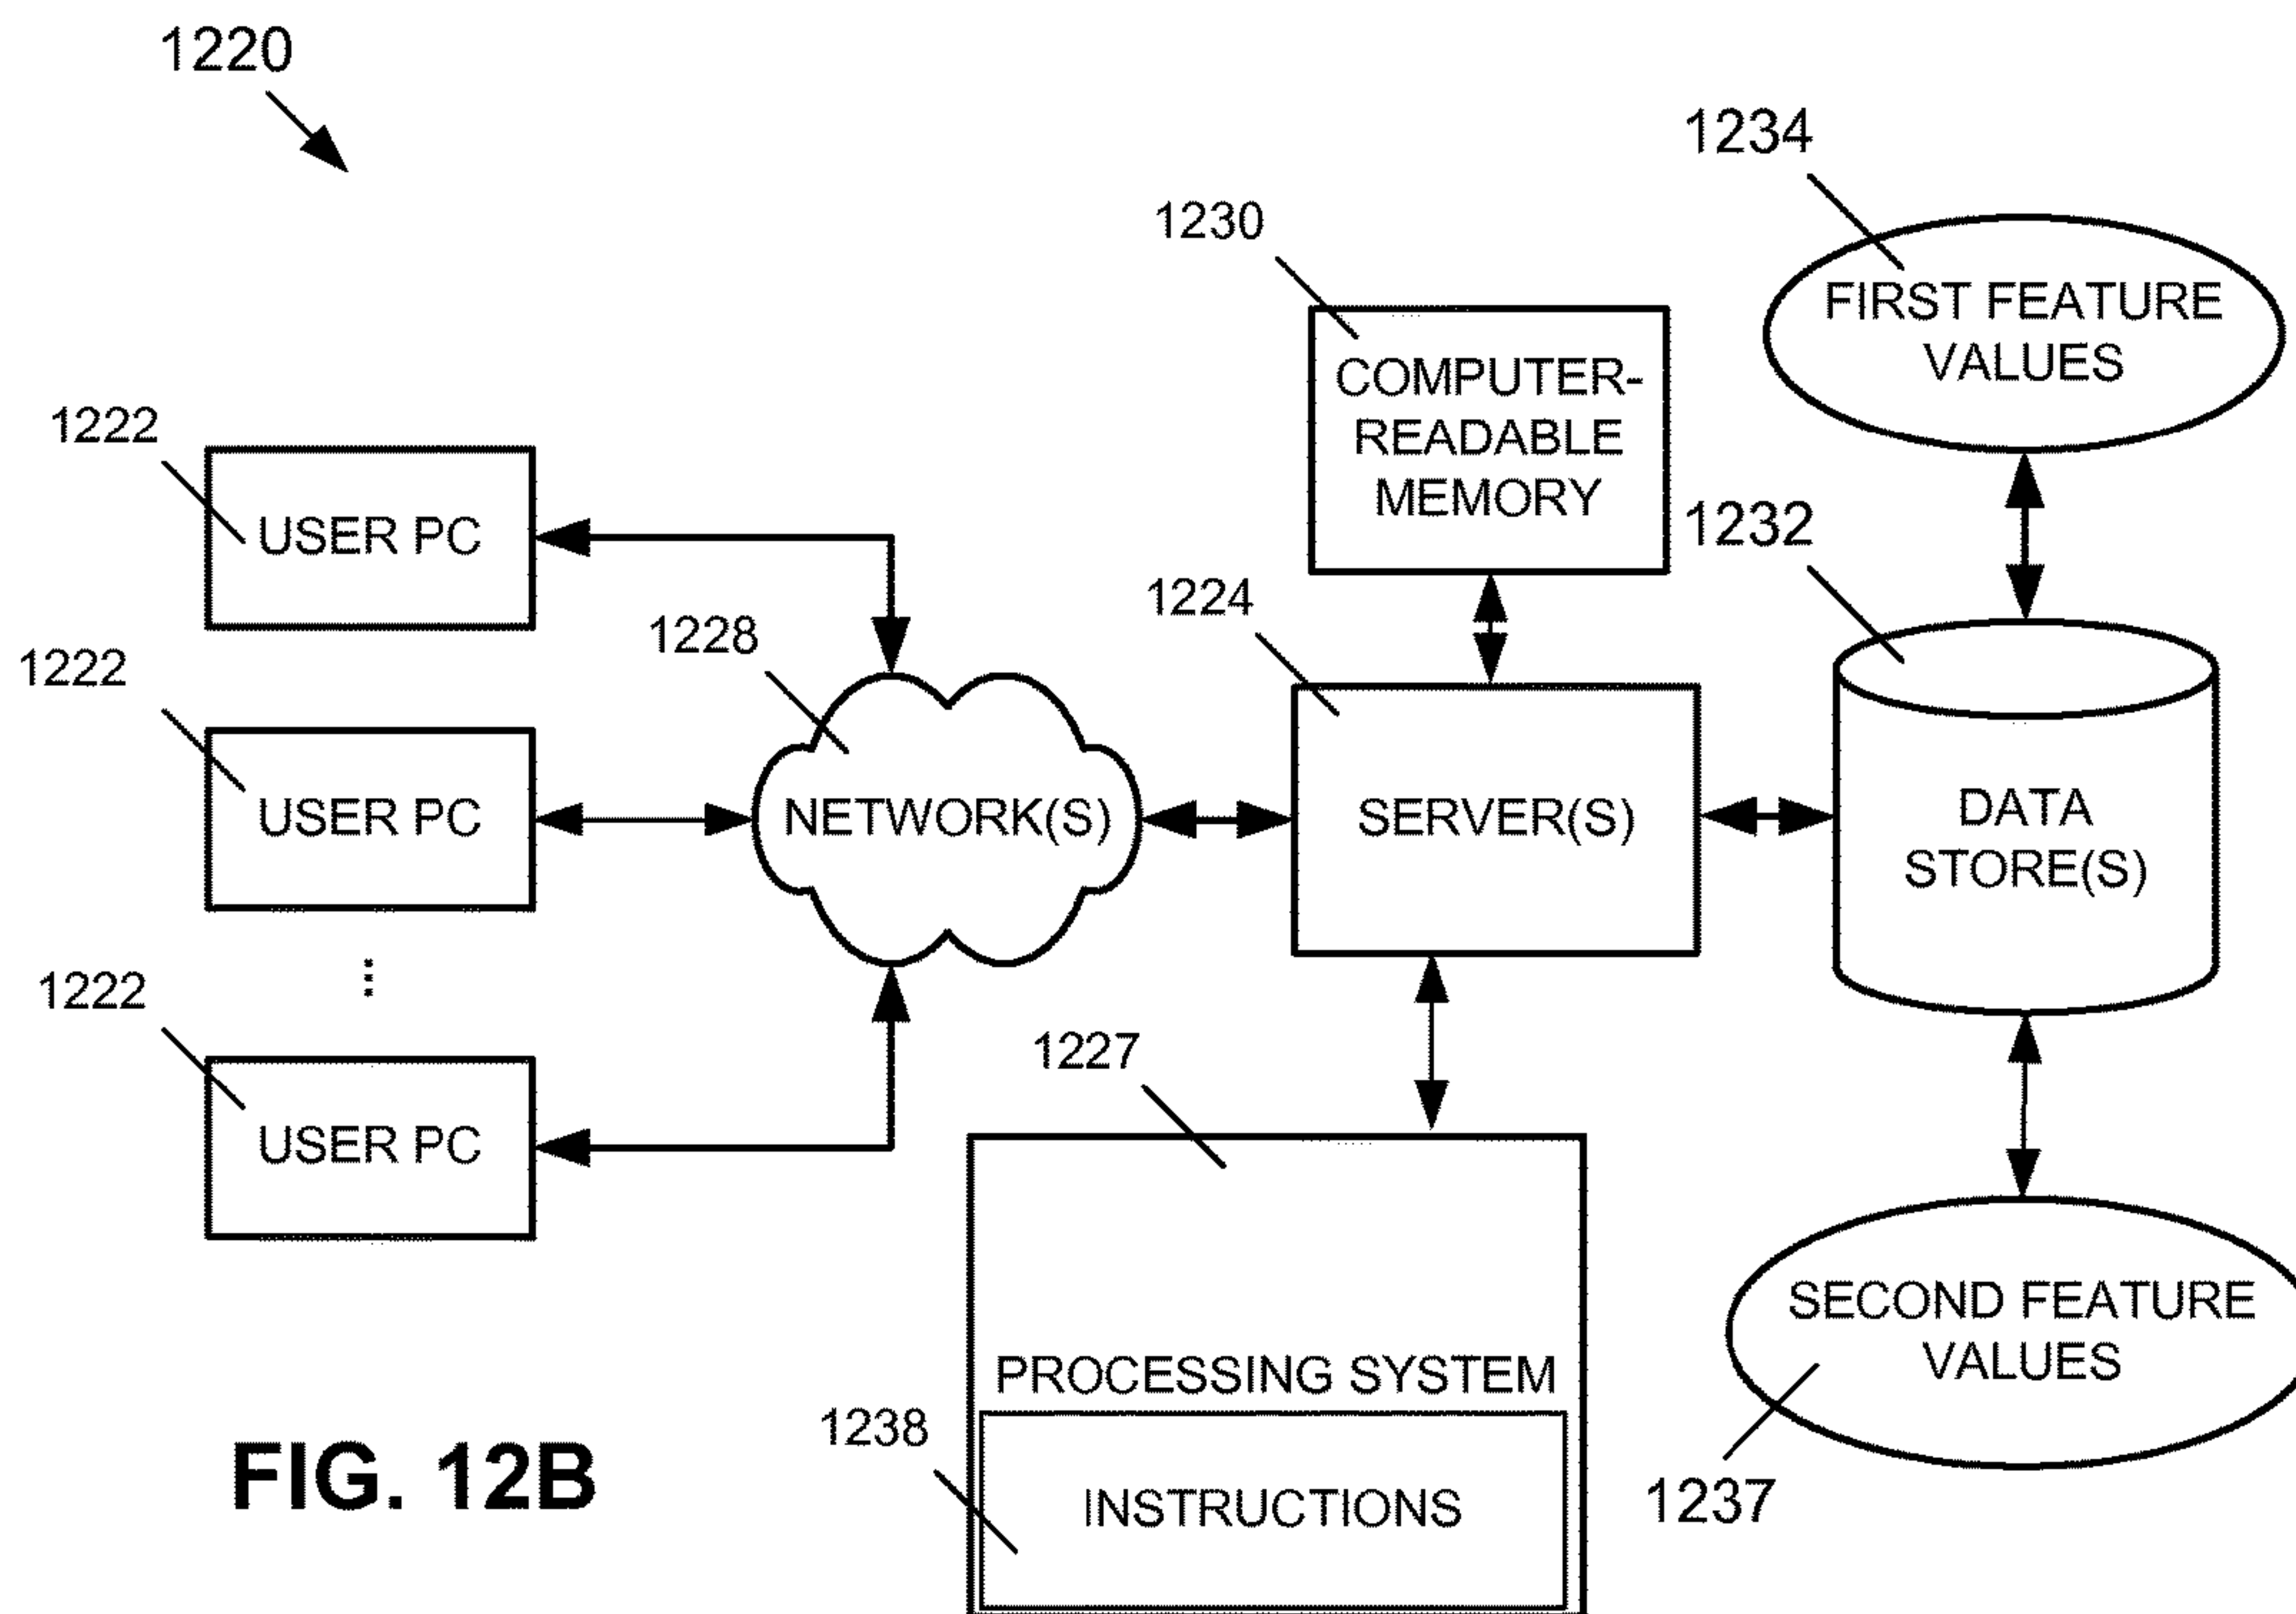 1220
1234
1230
FIRST FEATURE
VALUES
COMPUTER-
READABLE
MEMORY
1222
USER PC
1232
1224
1228
1222
USER PC
NETWORK(S)
SERVER(S)
DATA
STORE(S)
...
1222
USER PC
1227
PROCESSING SYSTEM
1238
INSTRUCTIONS
SECOND FEATURE
VALUES
1237
FIG. 12B